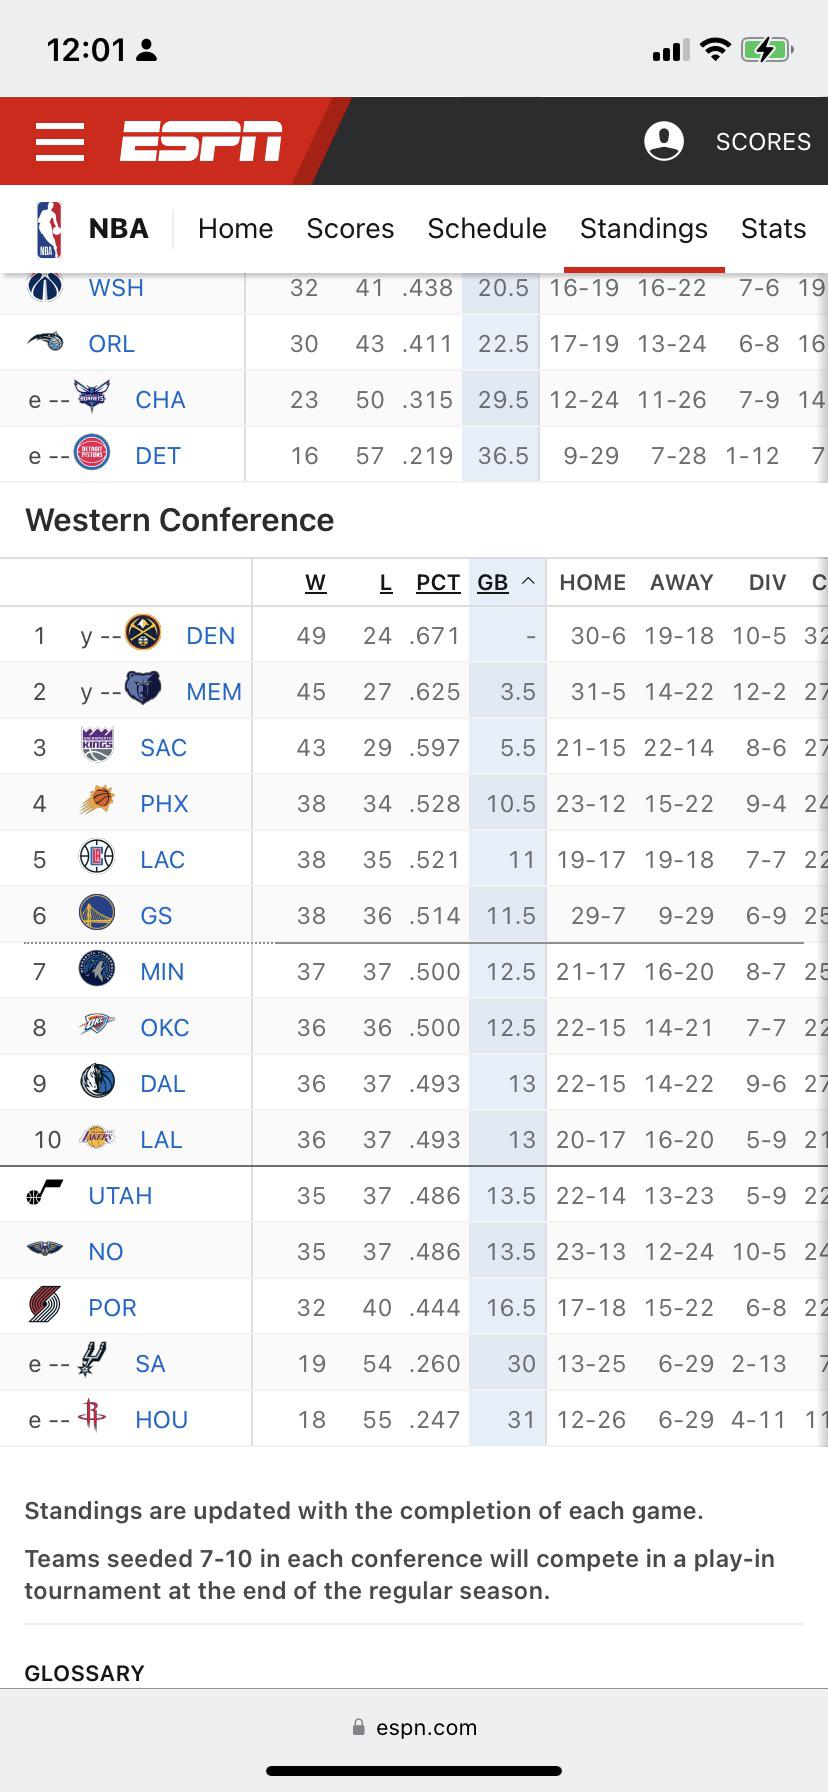 12:01
ESPN
SCORES
NBA Home Scores Schedule Standings Stats
WSH 32 41 .438 20.5 16-19 16-22 7-6 19
ORL 30 43 .411 22.5 17-19 13-24 6-8 16
e -- CHA 23 50 .315 29.5 12-24 11-26 7-9 14
e -- DET 16 57 .219 36.5 9-29 7-28 1-12 7
Western Conference
W L PCT GB HOME AWAY DIV C
1 y -- DEN 49 24 .671 - 30-6 19-18 10-5 32
2 y -- MEM 45 27 .625 3.5 31-5 14-22 12-2 27
3 SAC 43 29 .597 5.5 21-15 22-14 8-6 27
4 PHX 38 34 .528 10.5 23-12 15-22 9-4 24
5 LAC 38 35 .521 11 19-17 19-18 7-7 22
6 GS 38 36 .514 11.5 29-7 9-29 6-9 25
7 MIN 37 37 .500 12.5 21-17 16-20 8-7 25
8 OKC 36 36 .500 12.5 22-15 14-21 7-7 22
9 DAL 36 37 .493 13 22-15 14-22 9-6 27
10 LAL 36 37 .493 13 20-17 16-20 5-9 21
UTAH 35 37 .486 13.5 22-14 13-23 5-9 22
NO 35 37 .486 13.5 23-13 12-24 10-5 24
POR 32 40 .444 16.5 17-18 15-22 6-8 22
e -- SA 19 54 .260 30 13-25 6-29 2-13 7
e -- HOU 18 55 .247 31 12-26 6-29 4-11 11
Standings are updated with the completion of each game.
Teams seeded 7-10 in each conference will compete in a play-in
tournament at the end of the regular season.
GLOSSARY
espn.com